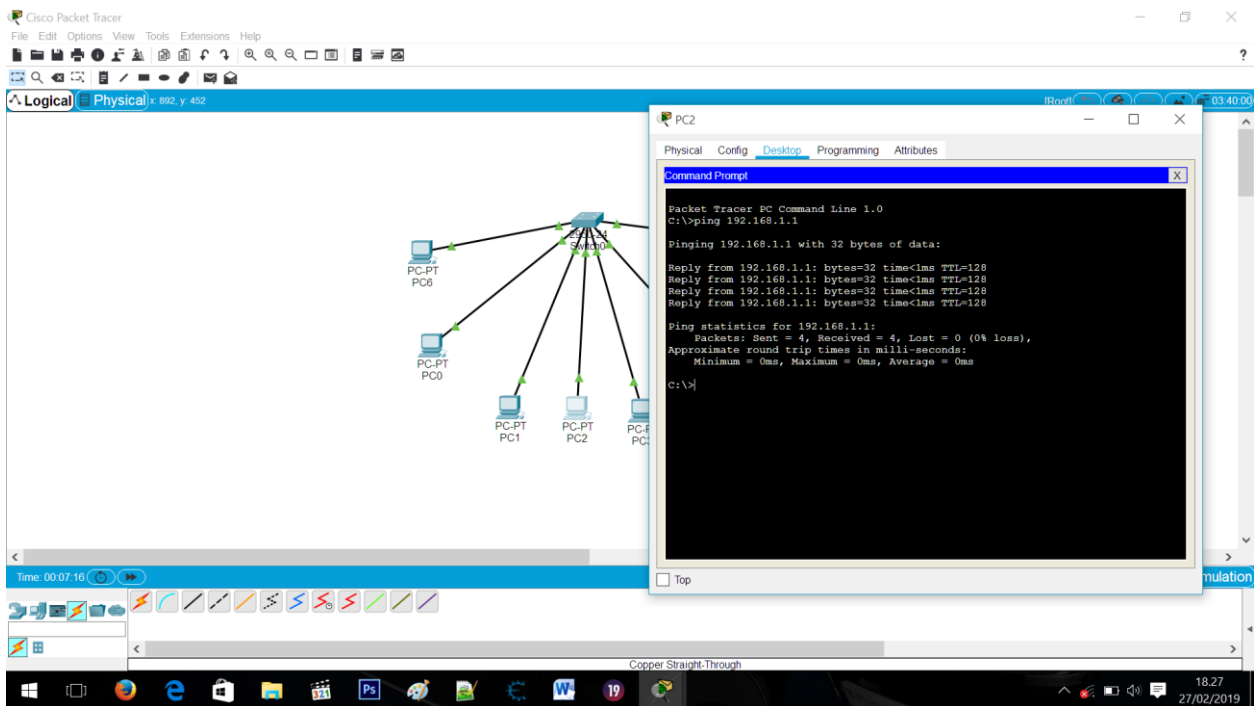 Cisco Packet Tracer
File Edit Options View Tools Extensions Help
?
Logical Physical x: 892, y: 452
[Root] 03:40:00
PC2
Physical Config Desktop Programming Attributes
Command Prompt X
Packet Tracer PC Command Line 1.0
C:\>ping 192.168.1.1
Pinging 192.168.1.1 with 32 bytes of data:
Reply from 192.168.1.1: bytes=32 time<1ms TTL=128
Reply from 192.168.1.1: bytes=32 time<1ms TTL=128
Reply from 192.168.1.1: bytes=32 time<1ms TTL=128
Reply from 192.168.1.1: bytes=32 time<1ms TTL=128
Ping statistics for 192.168.1.1:
Packets: Sent = 4, Received = 4, Lost = 0 (0% loss),
Approximate round trip times in milli-seconds:
Minimum = 0ms, Maximum = 0ms, Average = 0ms
C:\>
Top
Switch0
PC-PT
PC6
PC-PT
PC0
PC-PT
PC1
PC-PT
PC2
PC-
PC
Time: 00:07:16
mulation
Copper Straight-Through
321
Ps
W
19
18.27
27/02/2019